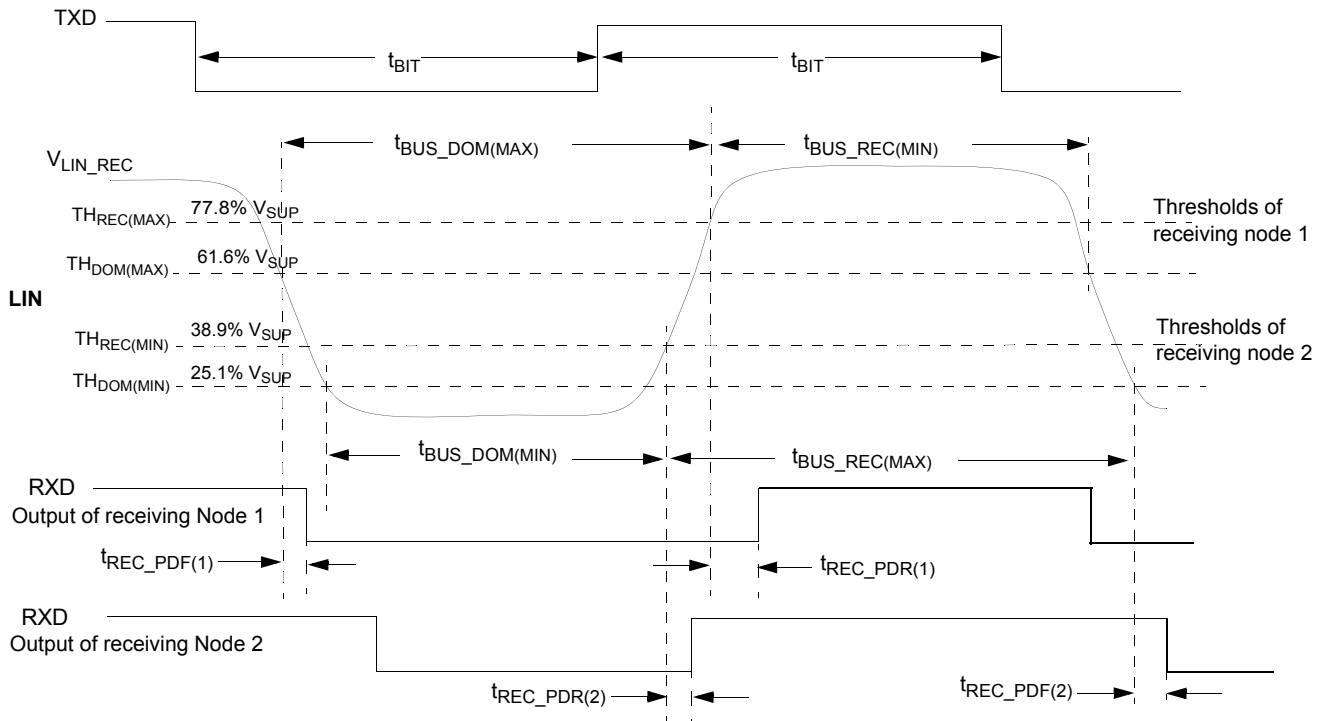 TXD
tBIT
tBIT
tBUS_DOM(MAX)
tBUS_REC(MIN)
VLIN_REC
THREC(MAX) 77.8% VSUP
Thresholds of
receiving node 1
THDOM(MAX) 61.6% VSUP
LIN
THREC(MIN) 38.9% VSUP
Thresholds of
receiving node 2
THDOM(MIN) 25.1% VSUP
tBUS_DOM(MIN)
tBUS_REC(MAX)
RXD
Output of receiving Node 1
tREC_PDF(1)
tREC_PDR(1)
RXD
Output of receiving Node 2
tREC_PDR(2)
tREC_PDF(2)